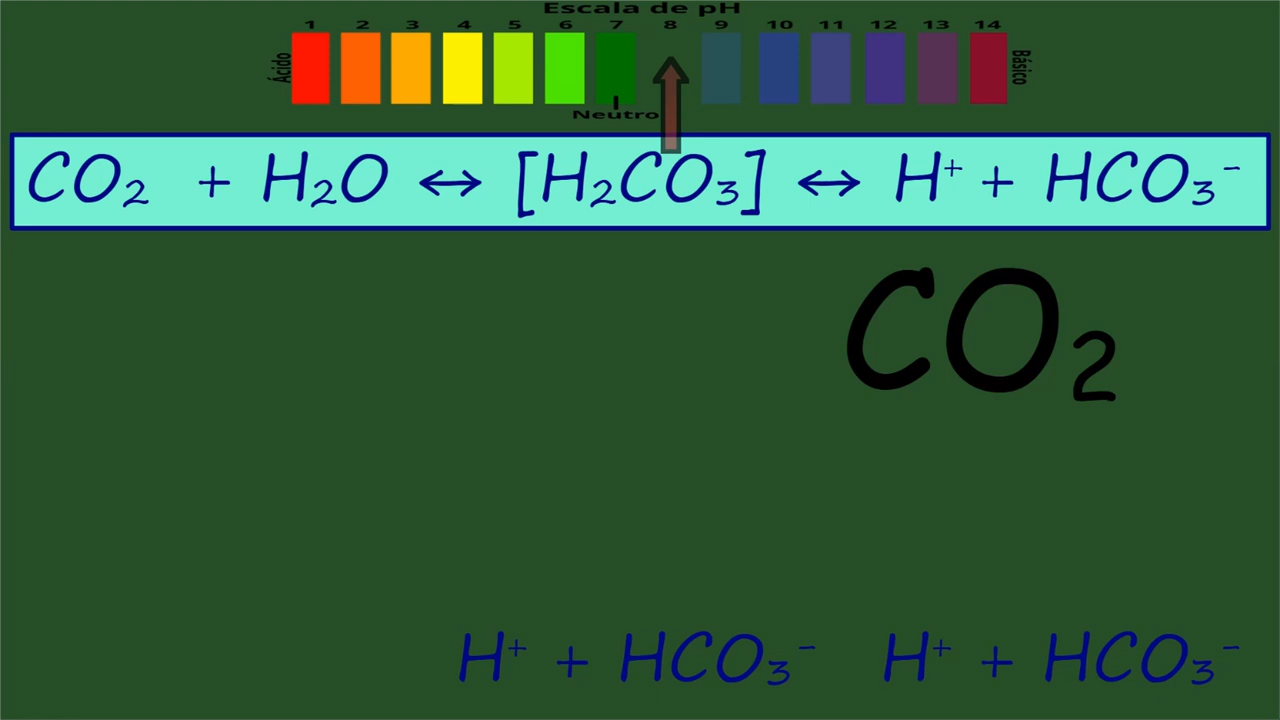 Escala de pH
1 2 3 4 5 6 7 8 9 10 11 12 13 14
Ácido
Básico
Neutro
CO₂ + H₂O ↔ [H₂CO₃] ↔ H⁺ + HCO₃⁻
CO₂
H⁺ + HCO₃⁻ H⁺ + HCO₃⁻